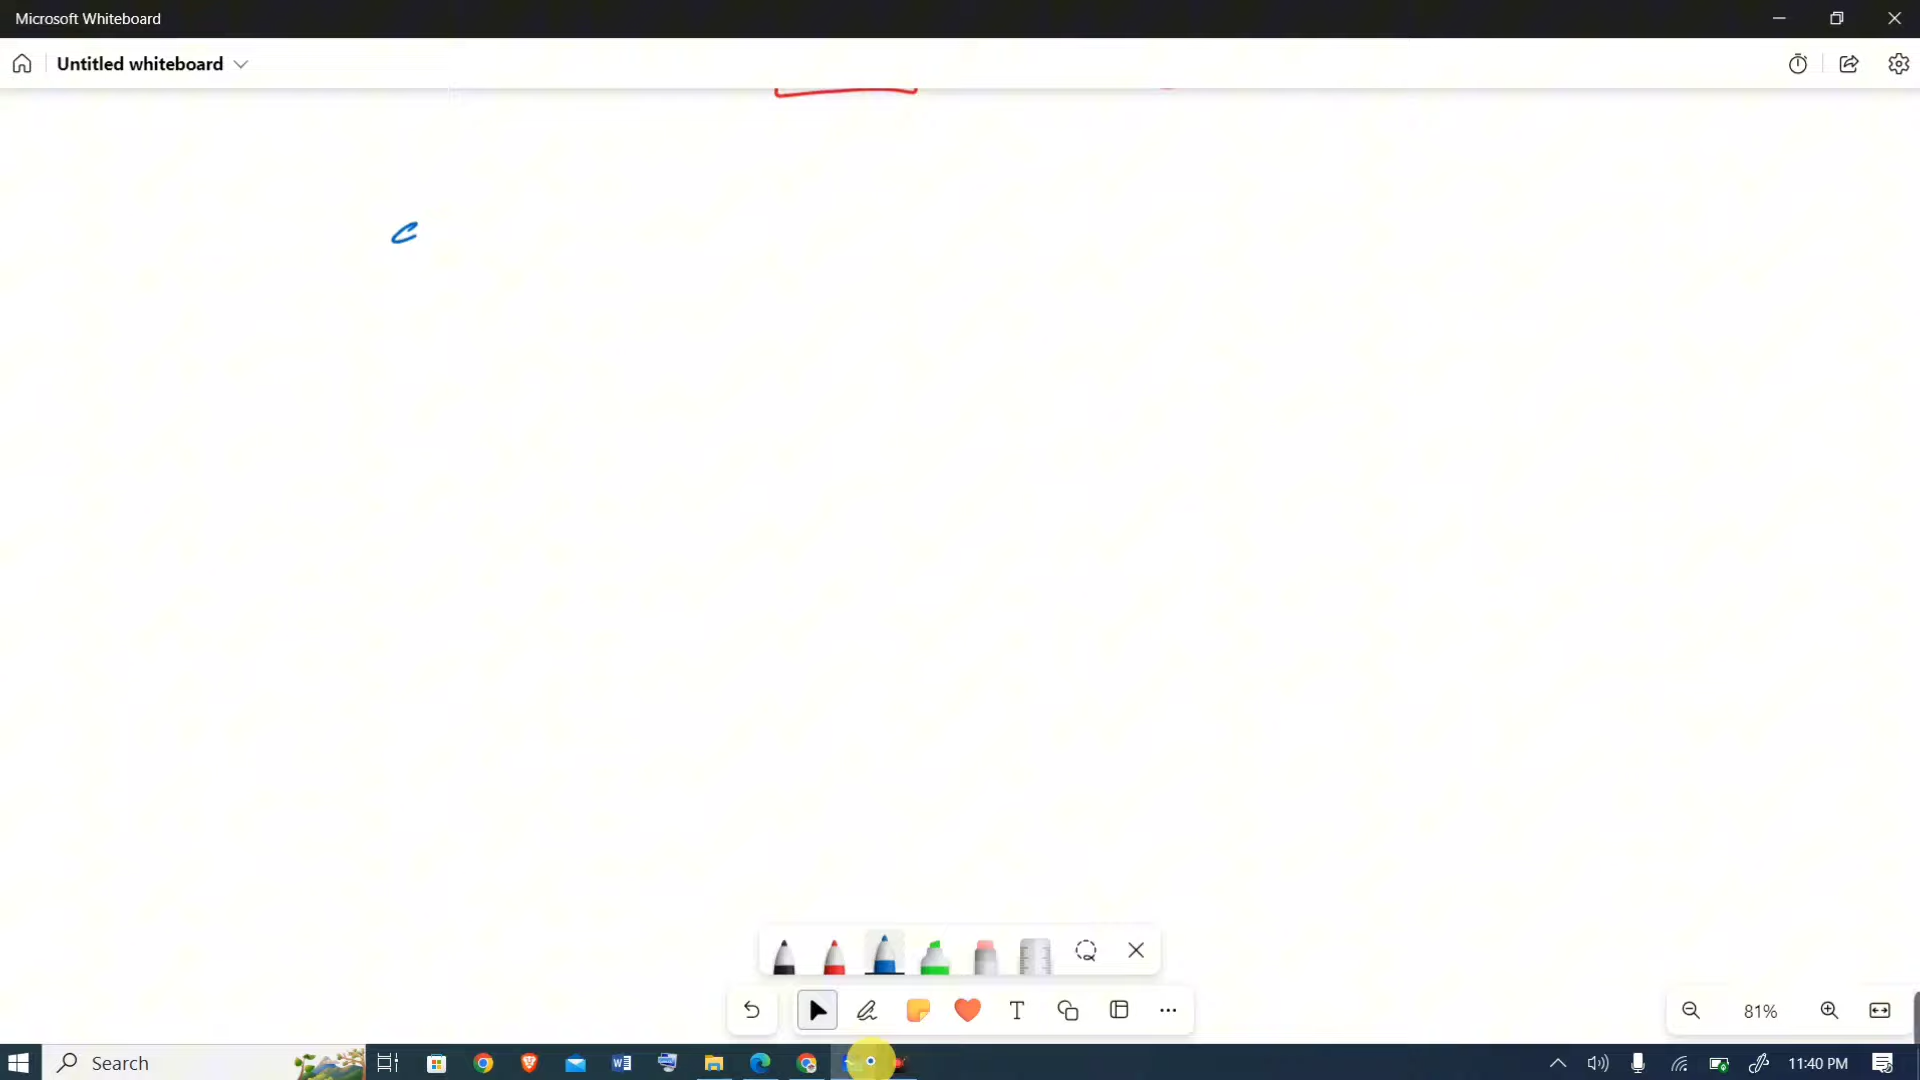 Microsoft Whiteboard
Untitled whiteboard
c
81%
Search
11:40 PM